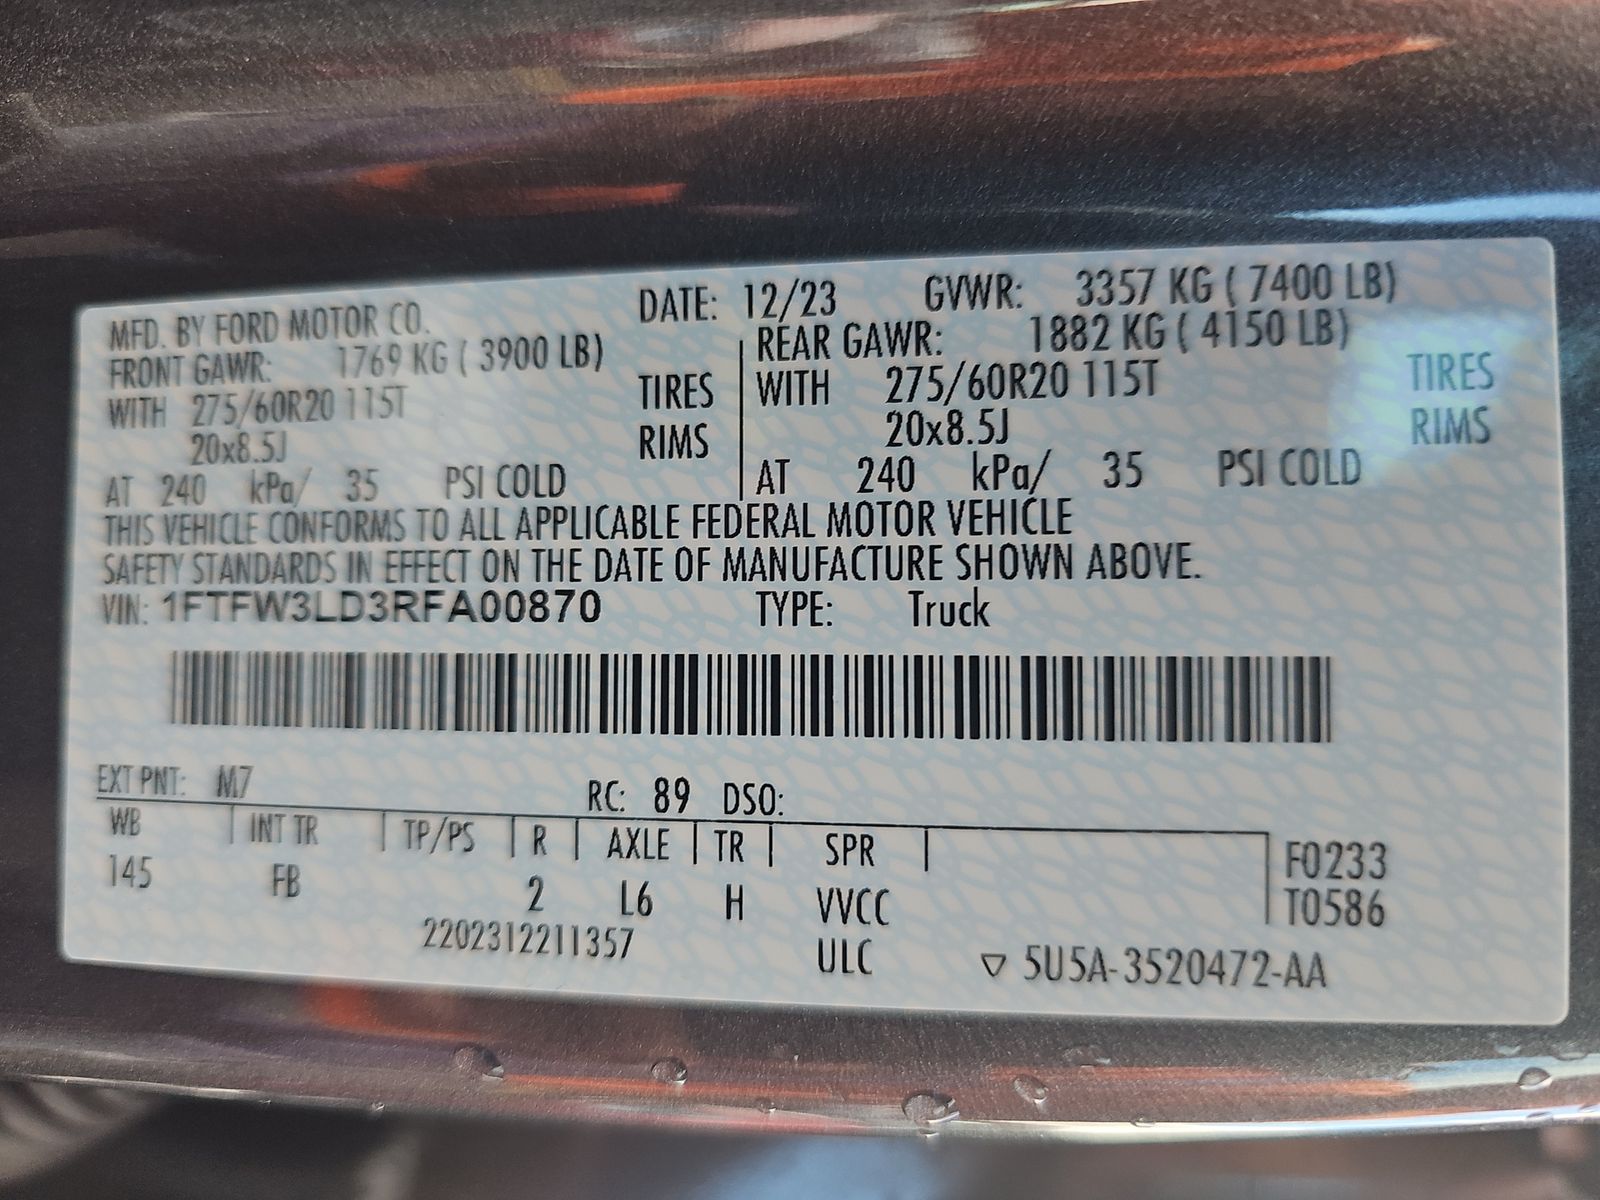 MFD. BY FORD MOTOR CO. DATE: 12/23 GVWR: 3357 KG ( 7400 LB)
FRONT GAWR: 1769 KG ( 3900 LB) REAR GAWR: 1882 KG ( 4150 LB)
WITH 275/60R20 115T TIRES WITH 275/60R20 115T TIRES
20x8.5J RIMS 20x8.5J RIMS
AT 240 kPa/ 35 PSI COLD AT 240 kPa/ 35 PSI COLD
THIS VEHICLE CONFORMS TO ALL APPLICABLE FEDERAL MOTOR VEHICLE
SAFETY STANDARDS IN EFFECT ON THE DATE OF MANUFACTURE SHOWN ABOVE.
VIN: 1FTFW3LD3RFA00870 TYPE: Truck
EXT PNT: M7 RC: 89 DSO:
WB INT TR TP/PS R AXLE TR SPR F0233
145 FB 2 L6 H VVCC T0586
2202312211357 ULC ▽ 5U5A-3520472-AA